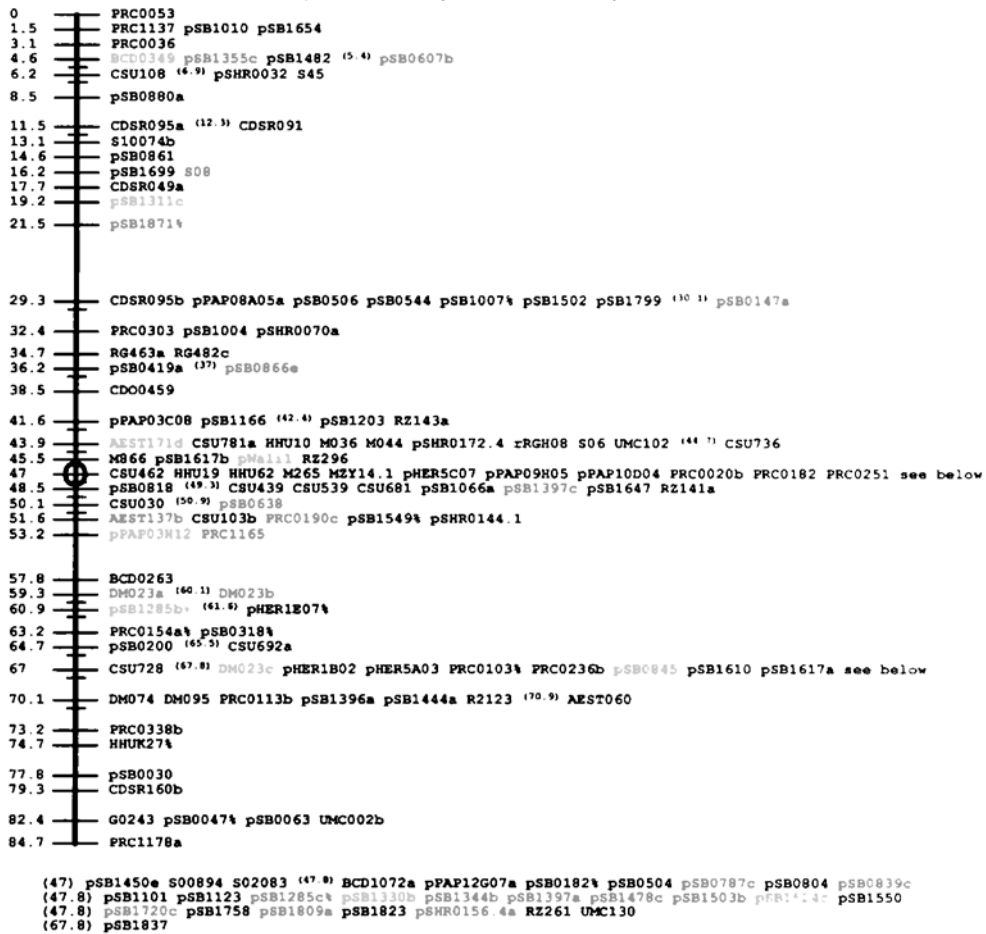 0 PRC0053
1.5 PRC1137 pSB1010 pSB1654
3.1 PRC0036
4.6 BCD0349 pSB1355c pSB1482 (5.4) pSB0607b
6.2 CSU108 (6.9) pSHR0032 S45
8.5 pSB0880a
11.5 CDSR095a (12.3) CDSR091
13.1 S10074b
14.6 pSB0861
16.2 pSB1699 S08
17.7 CDSR049a
19.2 pSB1311c
21.5 pSB1871%
29.3 CDSR095b pPAP08A05a pSB0506 pSB0544 pSB1007% pSB1502 pSB1799 (30.1) pSB0147a
32.4 PRC0303 pSB1004 pSHR0070a
34.7 RG463a RG482c
36.2 pSB0419a (37) pSB0866e
38.5 CDO0459
41.6 pPAP03C08 pSB1166 (42.4) pSB1203 RZ143a
43.9 AEST171d CSU781a HHU10 M036 M044 pSHR0172.4 rRGH08 S06 UMC102 (44.7) CSU736
45.5 M866 pSB1617b RZ296
47 CSU462 HHU19 HHU62 M265 MZY14.1 pHER5C07 pPAP09H05 pPAP10D04 PRC0020b PRC0182 PRC0251 see below
48.5 pSB0818 (49.3) CSU439 CSU539 CSU681 pSB1066a pSB1397c pSB1647 RZ141a
50.1 CSU030 (50.9) pSB0638
51.6 AEST137b CSU103b PRC0190c pSB1549% pSHR0144.1
53.2 pPAP03H12 PRC1165
57.8 BCD0263
59.3 DM023a (60.1) DM023b
60.9 pSB1285b (61.6) pHER1E07%
63.2 PRC0154a% pSB0318%
64.7 pSB0200 (65.5) CSU692a
67 CSU728 (67.8) DM023c pHER1B02 pHER5A03 PRC0103% PRC0236b pSB0845 pSB1610 pSB1617a see below
70.1 DM074 DM095 PRC0113b pSB1396a pSB1444a R2123 (70.9) AEST060
73.2 PRC0338b
74.7 HHUK27%
77.8 pSB0030
79.3 CDSR160b
82.4 G0243 pSB0047% pSB0063 UMC002b
84.7 PRC1178a
(47) pSB1450e S00894 S02083 (47.8) BCD1072a pPAP12G07a pSB0182% pSB0504 pSB0787c pSB0804 pSB0839c
(47.8) pSB1101 pSB1123 pSB1285c% pSB1330b pSB1344b pSB1397a pSB1478c pSB1503b pSB1550
(47.8) pSB1720c pSB1758 pSB1809a pSB1823 pSHR0156.4a RZ261 UMC130
(67.8) pSB1837